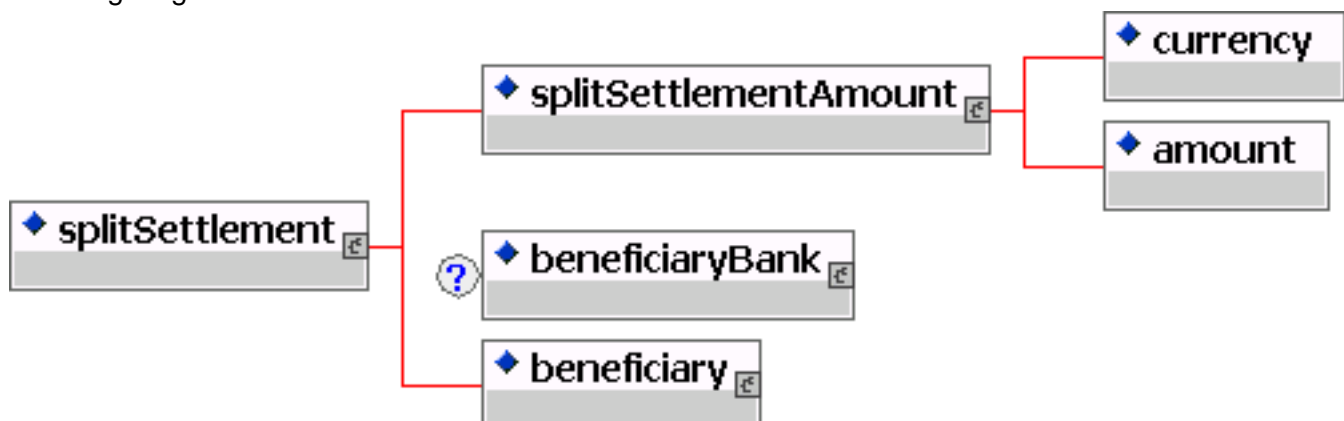 currency
splitSettlementAmount
amount
splitSettlement
?
beneficiaryBank
beneficiary